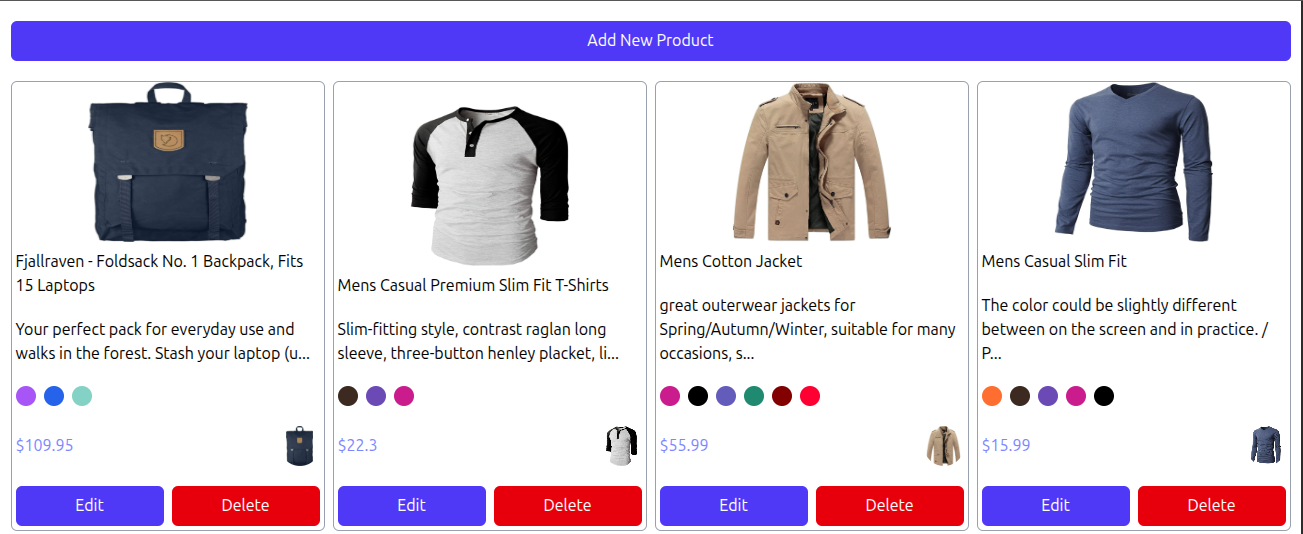 Add New Product
Fjallraven - Foldsack No. 1 Backpack, Fits
15 Laptops
Your perfect pack for everyday use and
walks in the forest. Stash your laptop (u...
$109.95
Edit
Delete
Mens Casual Premium Slim Fit T-Shirts
Slim-fitting style, contrast raglan long
sleeve, three-button henley placket, li...
$22.3
Edit
Delete
Mens Cotton Jacket
great outerwear jackets for
Spring/Autumn/Winter, suitable for many
occasions, s...
$55.99
Edit
Delete
Mens Casual Slim Fit
The color could be slightly different
between on the screen and in practice. /
P...
$15.99
Edit
Delete